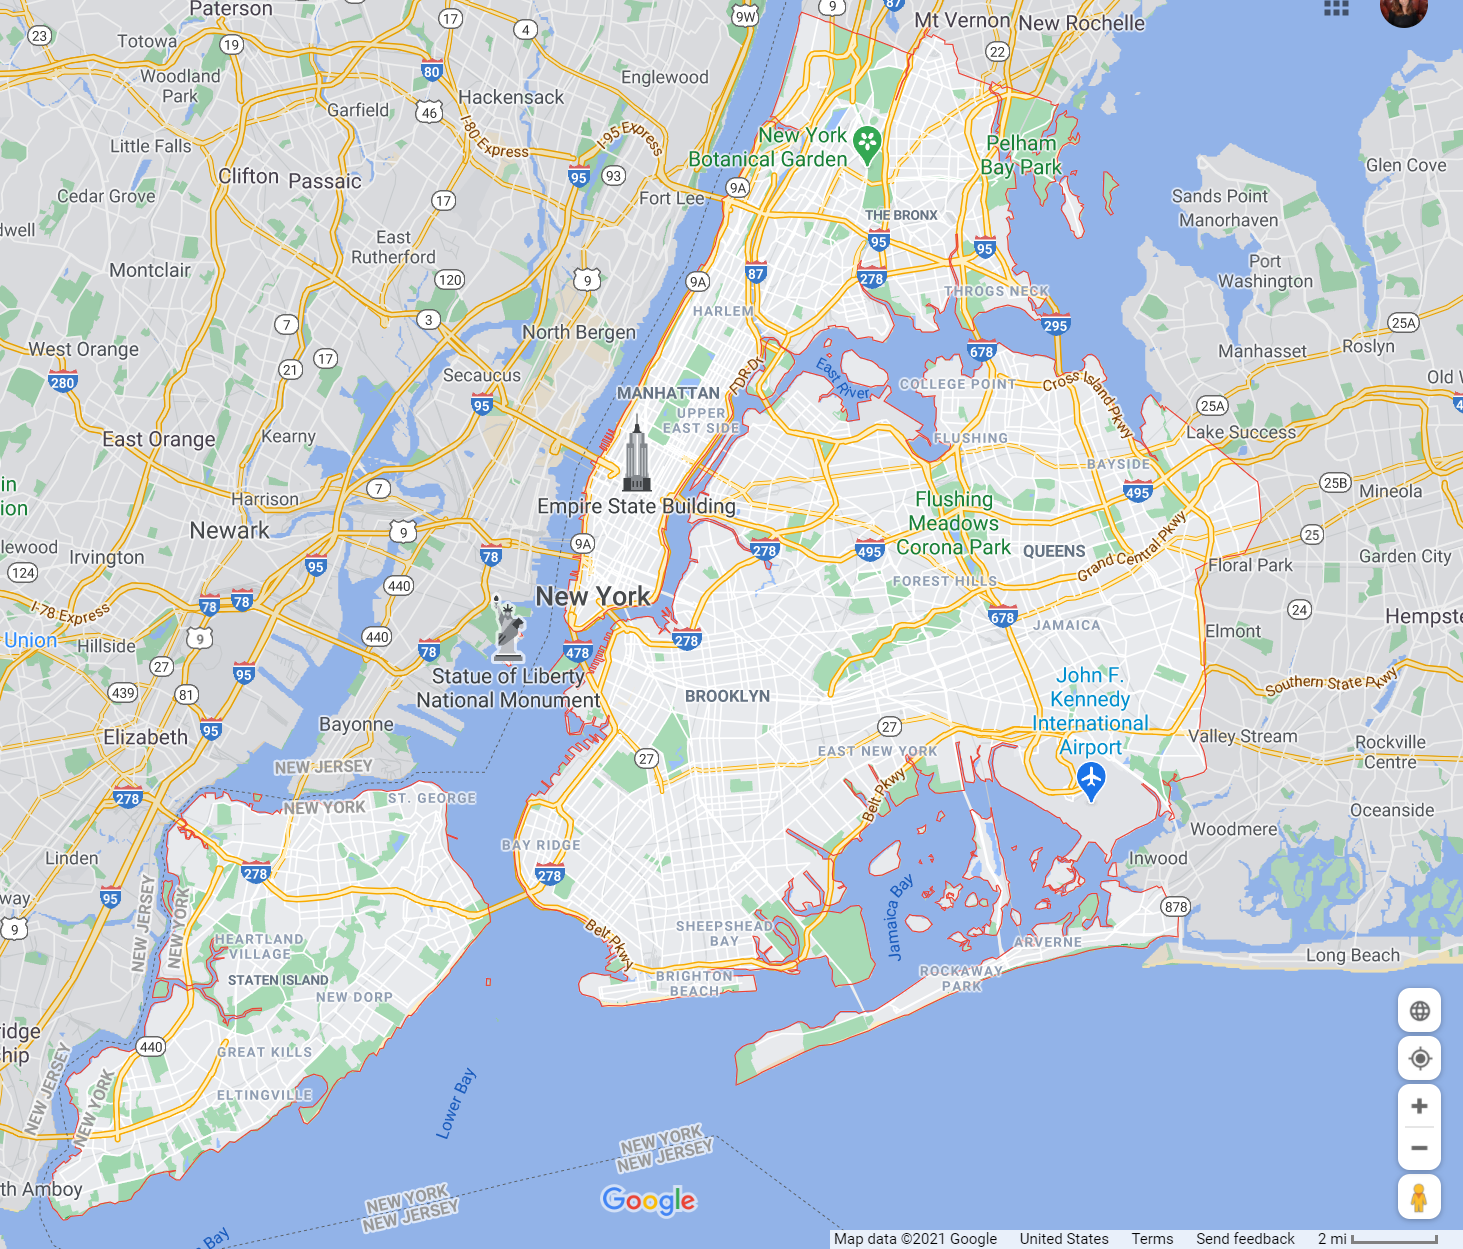 Paterson
17
9W
9
87
Mt Vernon
New Rochelle
23
Totowa
19
4
22
80
Englewood
Woodland
Park
Hackensack
Garfield
46
I-80 Express
I-95 Express
New York
Botanical Garden
Pelham
Bay Park
Little Falls
Clifton
Passaic
95
93
9A
Glen Cove
Cedar Grove
17
Fort Lee
THE BRONX
Sands Point
Manorhaven
dwell
East
Rutherford
95
95
Montclair
120
9
9A
87
278
Port
Washington
THROGS NECK
HARLEM
7
3
North Bergen
295
25A
West Orange
17
21
678
Manhasset
Roslyn
280
Secaucus
FDR-Dr
East River
COLLEGE POINT
Cross Island Pkwy
Old W
MANHATTAN
95
UPPER
EAST SIDE
25A
4
East Orange
Kearny
FLUSHING
Lake Success
BAYSIDE
in
ion
Harrison
7
Empire State Building
Flushing
Meadows
Corona Park
495
25B
Mineola
Newark
9
9A
278
495
QUEENS
Grand Central Pkwy
25
lewood
Irvington
78
95
Garden City
Floral Park
124
440
FOREST HILLS
I-78 Express
78
78
New York
678
24
Hempste
Union
Hillside
9
440
78
478
278
JAMAICA
Elmont
27
95
Statue of Liberty
National Monument
439
81
BROOKLYN
John F.
Kennedy
International
Airport
Southern State Pkwy
Elizabeth
95
Bayonne
27
EAST NEW YORK
Valley Stream
Rockville
Centre
27
NEW JERSEY
NEW YORK
ST. GEORGE
278
Belt Pkwy
Oceanside
Woodmere
Linden
BAY RIDGE
Inwood
278
278
way
95
9
NEW JERSEY
NEW YORK
Jamaica Bay
878
Belt Pkwy
SHEEPSHEAD
BAY
HEARTLAND
VILLAGE
ARVERNE
Long Beach
STATEN ISLAND
BRIGHTON
BEACH
ROCKAWAY
PARK
NEW DORP
ridge
ship
440
GREAT KILLS
NEW JERSEY
NEW YORK
ELTINGVILLE
Lower Bay
NEW YORK
NEW JERSEY
th Amboy
NEW YORK
NEW JERSEY
Google
Bay
Map data ©2021 Google United States Terms Send feedback 2 mi